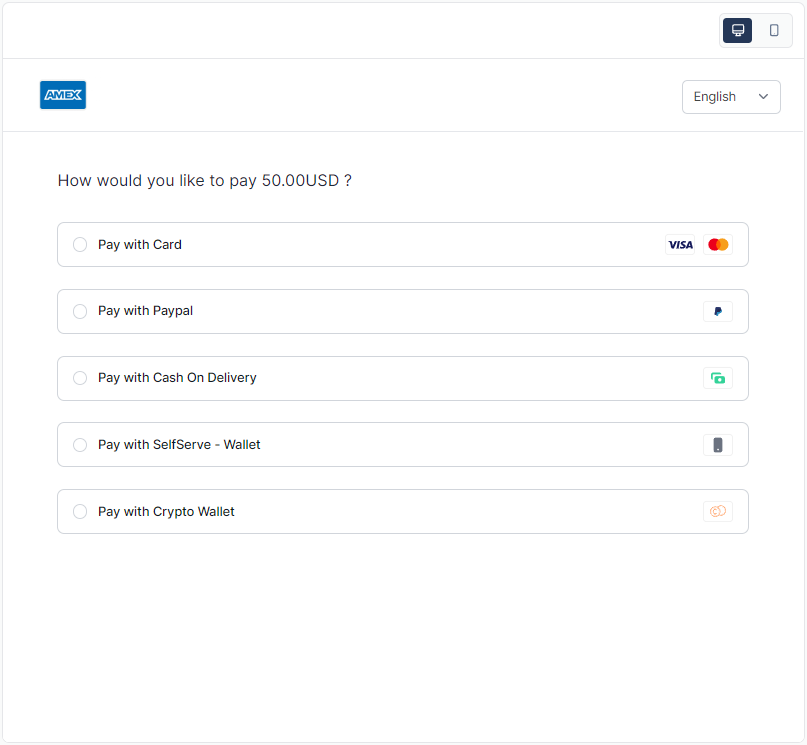 AMEX
English
How would you like to pay 50.00USD ?
Pay with Card
VISA
Pay with Paypal
Pay with Cash On Delivery
Pay with SelfServe - Wallet
Pay with Crypto Wallet